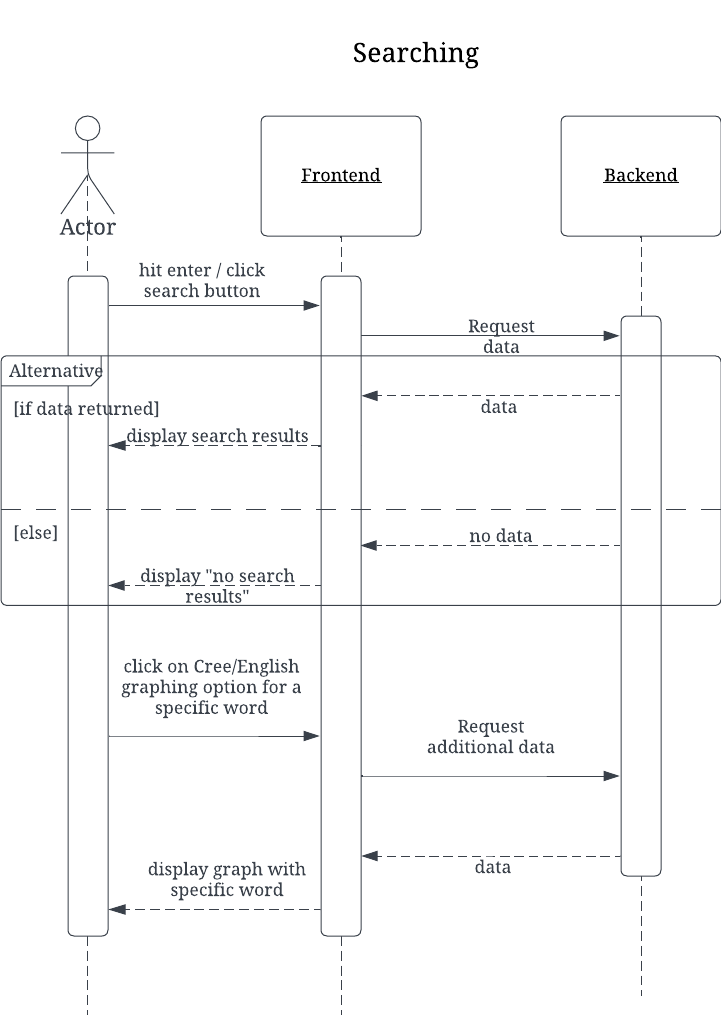 Searching
Frontend
Backend
Actor
hit enter / click
search button
Request
data
Alternative
[if data returned]
data
display search results
[else]
no data
display "no search
results"
click on Cree/English
graphing option for a
specific word
Request
additional data
data
display graph with
specific word